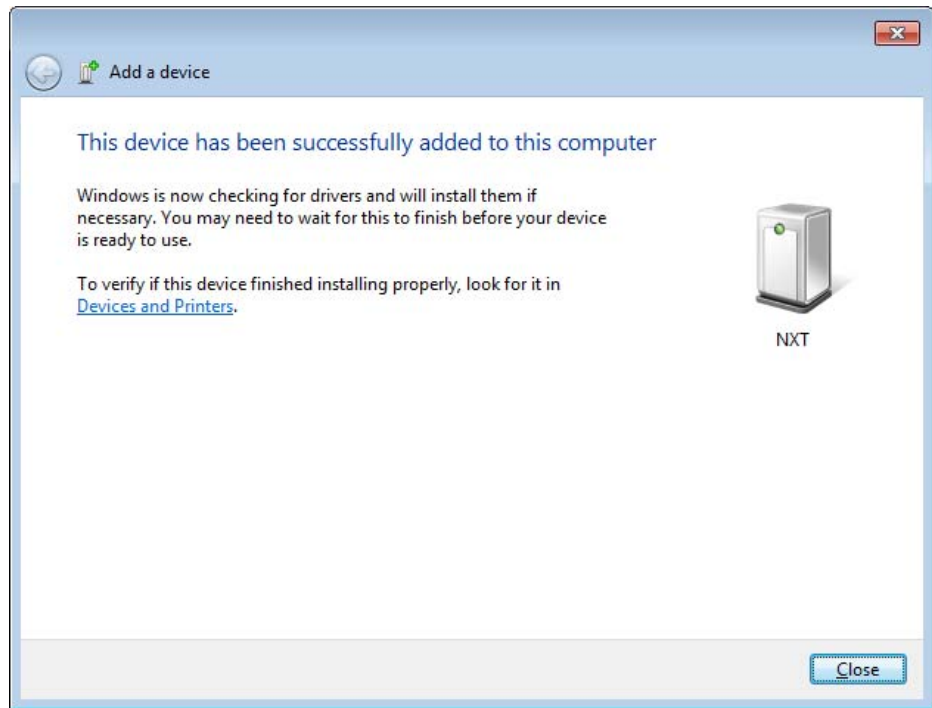 Add a device
This device has been successfully added to this computer
Windows is now checking for drivers and will install them if
necessary. You may need to wait for this to finish before your device
is ready to use.
To verify if this device finished installing properly, look for it in
Devices and Printers.
NXT
Close